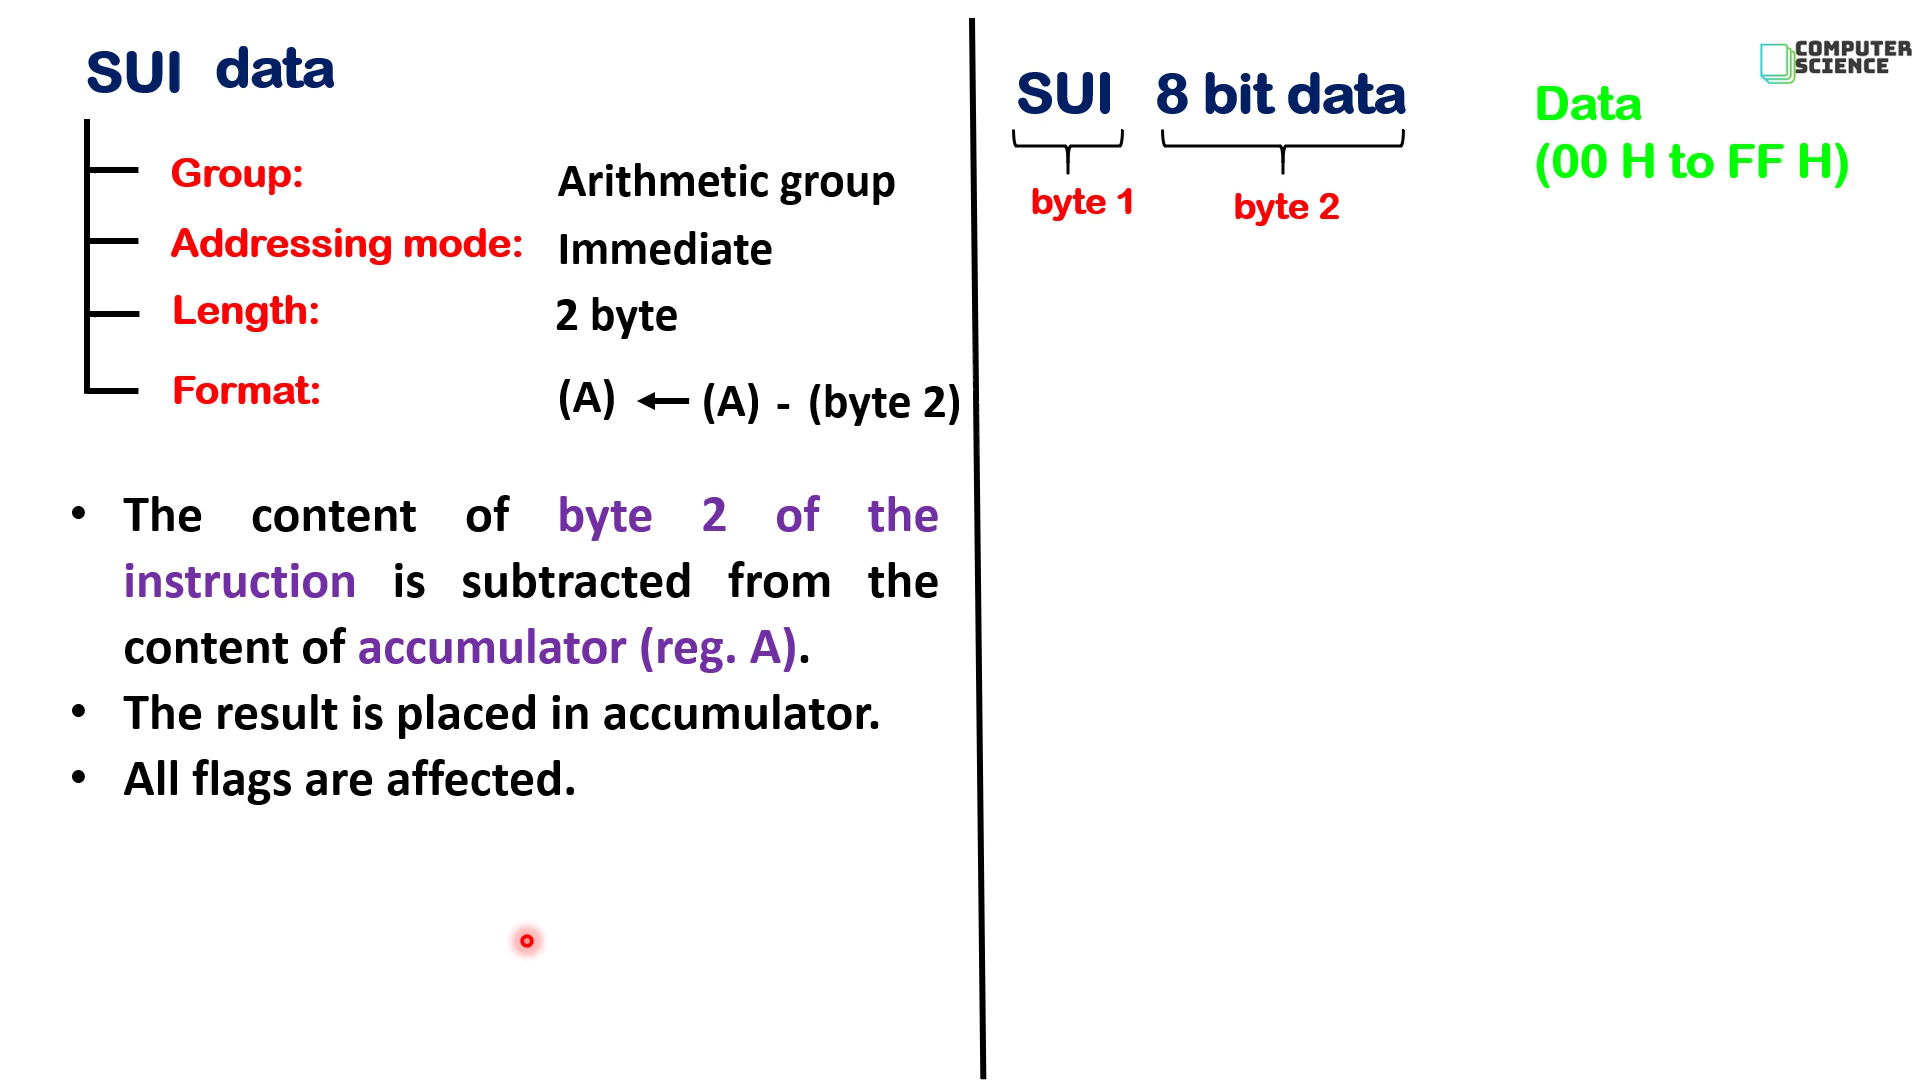 SUI data
Group: Arithmetic group
Addressing mode: Immediate
Length: 2 byte
Format: (A) ← (A) - (byte 2)
• The content of byte 2 of the
instruction is subtracted from the
content of accumulator (reg. A).
• The result is placed in accumulator.
• All flags are affected.
SUI 8 bit data
byte 1 byte 2
Data
(00 H to FF H)
COMPUTER
SCIENCE